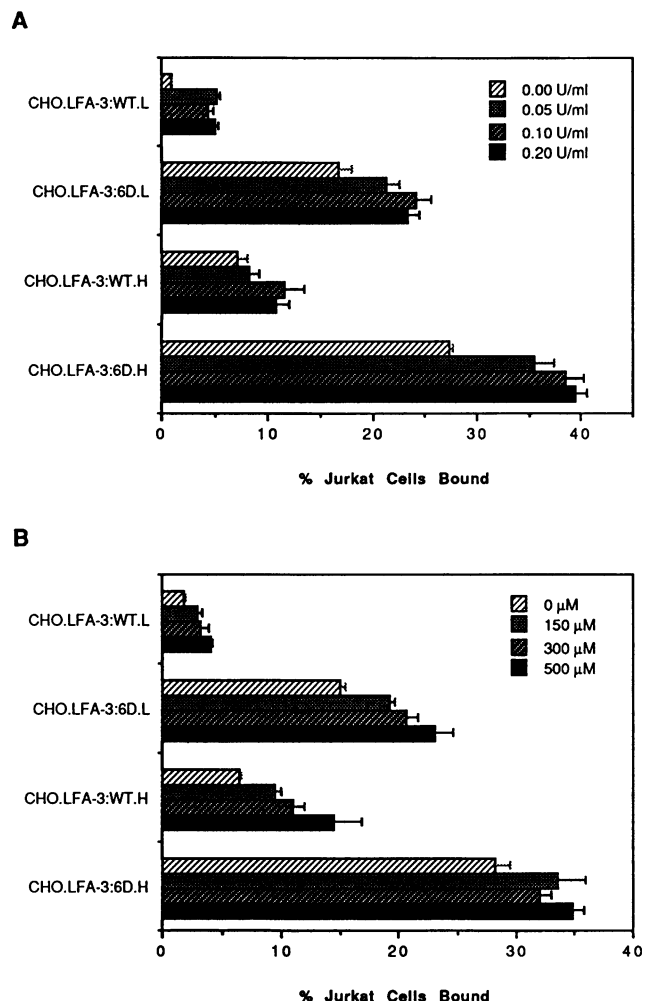 A
CHO.LFA-3:WT.L
CHO.LFA-3:6D.L
CHO.LFA-3:WT.H
CHO.LFA-3:6D.H
0.00 U/ml
0.05 U/ml
0.10 U/ml
0.20 U/ml
0 10 20 30 40
% Jurkat Cells Bound
B
CHO.LFA-3:WT.L
CHO.LFA-3:6D.L
CHO.LFA-3:WT.H
CHO.LFA-3:6D.H
0 µM
150 µM
300 µM
500 µM
0 10 20 30 40
% Jurkat Cells Bound